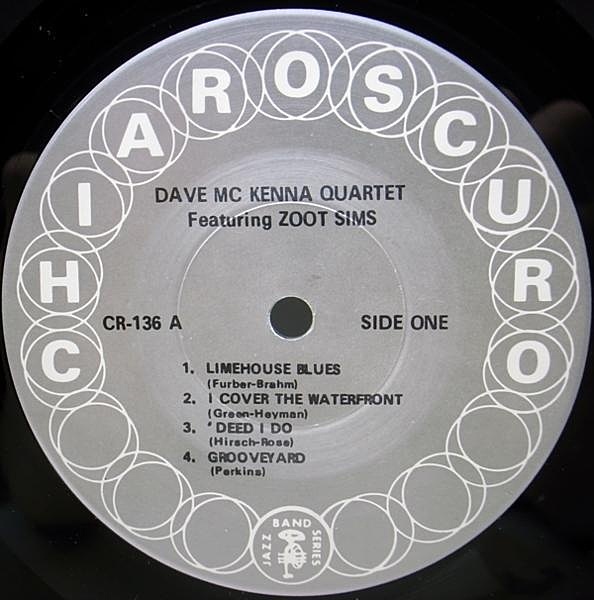 CHIAROSCURO
DAVE MC KENNA QUARTET
Featuring ZOOT SIMS
CR-136 A
SIDE ONE
1. LIMEHOUSE BLUES
(Furber-Brahm)
2. I COVER THE WATERFRONT
(Green-Heyman)
3. ' DEED I DO
(Hirsch-Rose)
4. GROOVEYARD
(Perkins)
JAZZ BAND SERIES